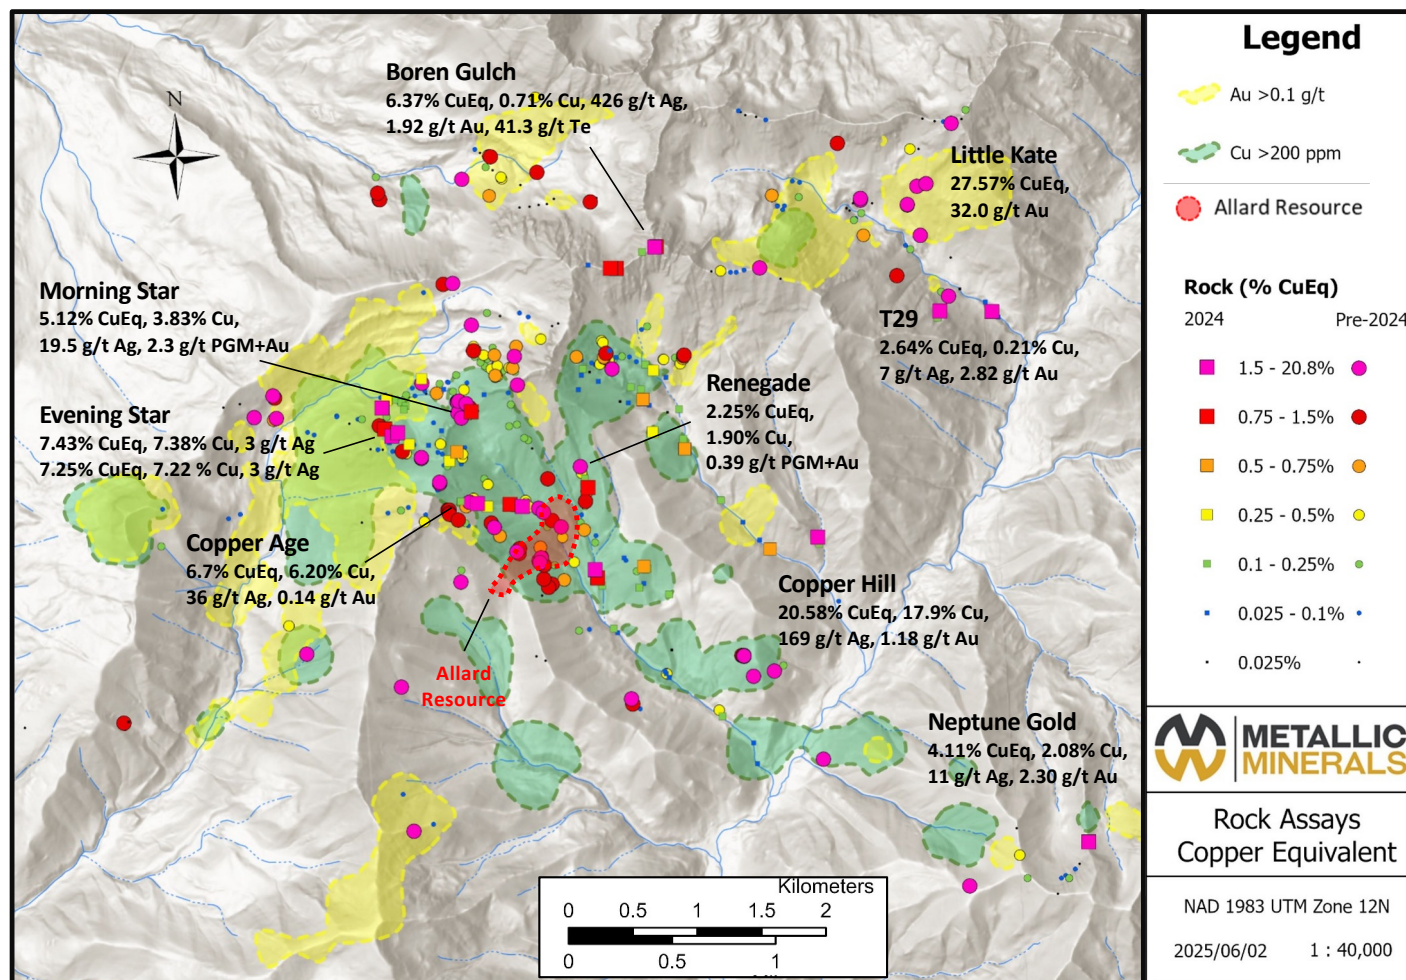 N
Boren Gulch
6.37% CuEq, 0.71% Cu, 426 g/t Ag,
1.92 g/t Au, 41.3 g/t Te
Little Kate
27.57% CuEq,
32.0 g/t Au
Morning Star
5.12% CuEq, 3.83% Cu,
19.5 g/t Ag, 2.3 g/t PGM+Au
T29
2.64% CuEq, 0.21% Cu,
7 g/t Ag, 2.82 g/t Au
Renegade
2.25% CuEq,
1.90% Cu,
0.39 g/t PGM+Au
Evening Star
7.43% CuEq, 7.38% Cu, 3 g/t Ag
7.25% CuEq, 7.22 % Cu, 3 g/t Ag
Copper Age
6.7% CuEq, 6.20% Cu,
36 g/t Ag, 0.14 g/t Au
Copper Hill
20.58% CuEq, 17.9% Cu,
169 g/t Ag, 1.18 g/t Au
Allard
Resource
Neptune Gold
4.11% CuEq, 2.08% Cu,
11 g/t Ag, 2.30 g/t Au
Kilometers
0 0.5 1 1.5 2
0 0.5 1
Legend
Au >0.1 g/t
Cu >200 ppm
Allard Resource
Rock (% CuEq)
2024 Pre-2024
1.5 - 20.8%
0.75 - 1.5%
0.5 - 0.75%
0.25 - 0.5%
0.1 - 0.25%
0.025 - 0.1%
0.025%
METALLIC
MINERALS
Rock Assays
Copper Equivalent
NAD 1983 UTM Zone 12N
2025/06/02 1 : 40,000